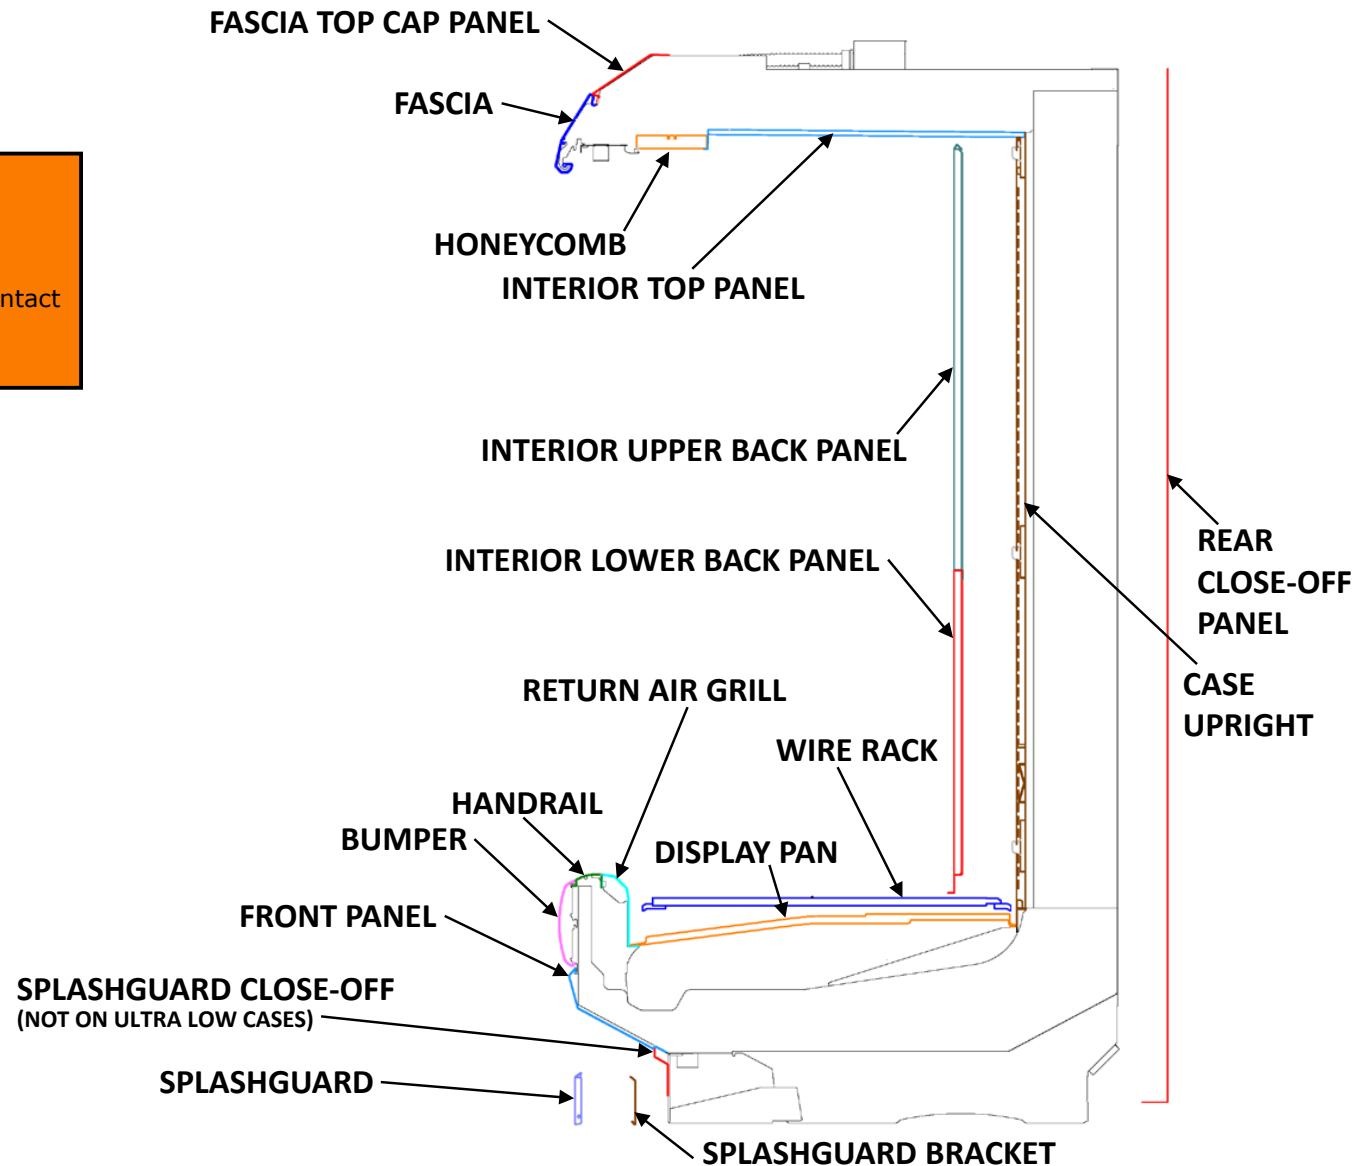 FASCIA TOP CAP PANEL
FASCIA
ntact
HONEYCOMB
INTERIOR TOP PANEL
INTERIOR UPPER BACK PANEL
INTERIOR LOWER BACK PANEL
REAR
CLOSE-OFF
PANEL
CASE
UPRIGHT
RETURN AIR GRILL
WIRE RACK
HANDRAIL
BUMPER
DISPLAY PAN
FRONT PANEL
SPLASHGUARD CLOSE-OFF
(NOT ON ULTRA LOW CASES)
SPLASHGUARD
SPLASHGUARD BRACKET